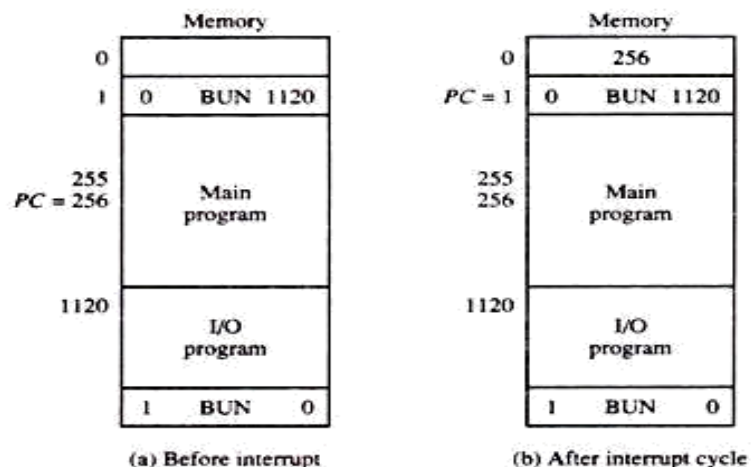 Memory
0
1 0 BUN 1120
255
PC = 256
Main
program
1120
I/O
program
1 BUN 0
(a) Before interrupt
Memory
0 256
PC = 1 0 BUN 1120
255
256
Main
program
1120
I/O
program
1 BUN 0
(b) After interrupt cycle